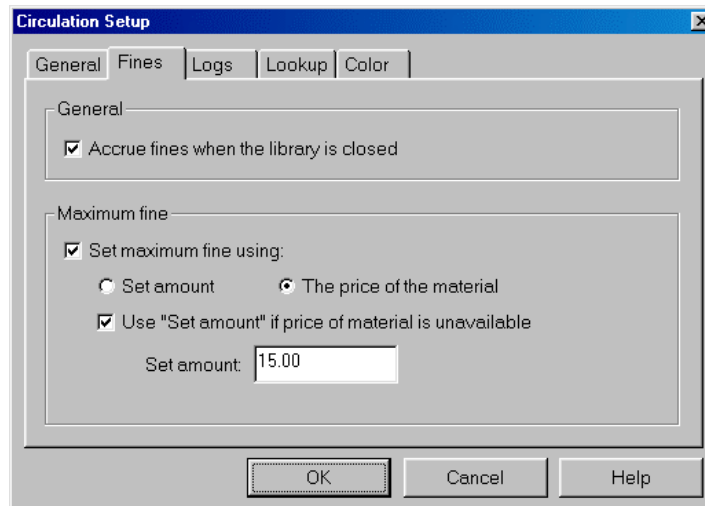 Circulation Setup
General Fines Logs Lookup Color
General
Accrue fines when the library is closed
Maximum fine
Set maximum fine using:
Set amount The price of the material
Use "Set amount" if price of material is unavailable
Set amount: 15.00
OK Cancel Help